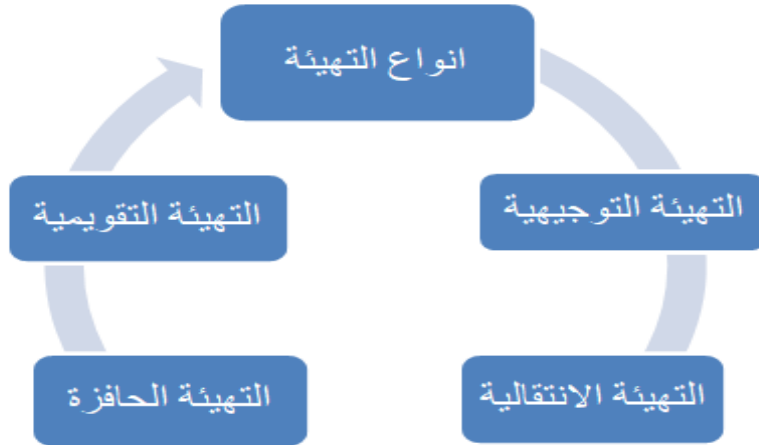 انواع التهيئة
التهيئة التوجيهية
التهيئة الانتقالية
التهيئة الحافزة
التهيئة التقويمية